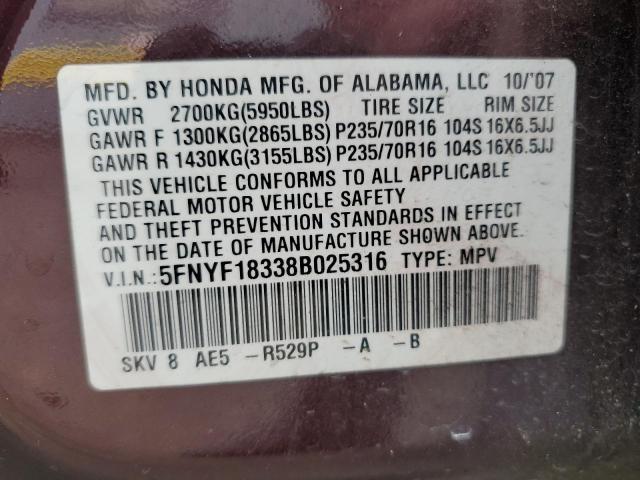 MFD. BY HONDA MFG. OF ALABAMA, LLC 10/'07
GVWR 2700KG(5950LBS) TIRE SIZE RIM SIZE
GAWR F 1300KG(2865LBS) P235/70R16 104S 16X6.5JJ
GAWR R 1430KG(3155LBS) P235/70R16 104S 16X6.5JJ
THIS VEHICLE CONFORMS TO ALL APPLICABLE
FEDERAL MOTOR VEHICLE SAFETY
AND THEFT PREVENTION STANDARDS IN EFFECT
ON THE DATE OF MANUFACTURE SHOWN ABOVE.
V.I.N.: 5FNYF18338B025316 TYPE: MPV
SKV 8 AE5 -R529P -A -B